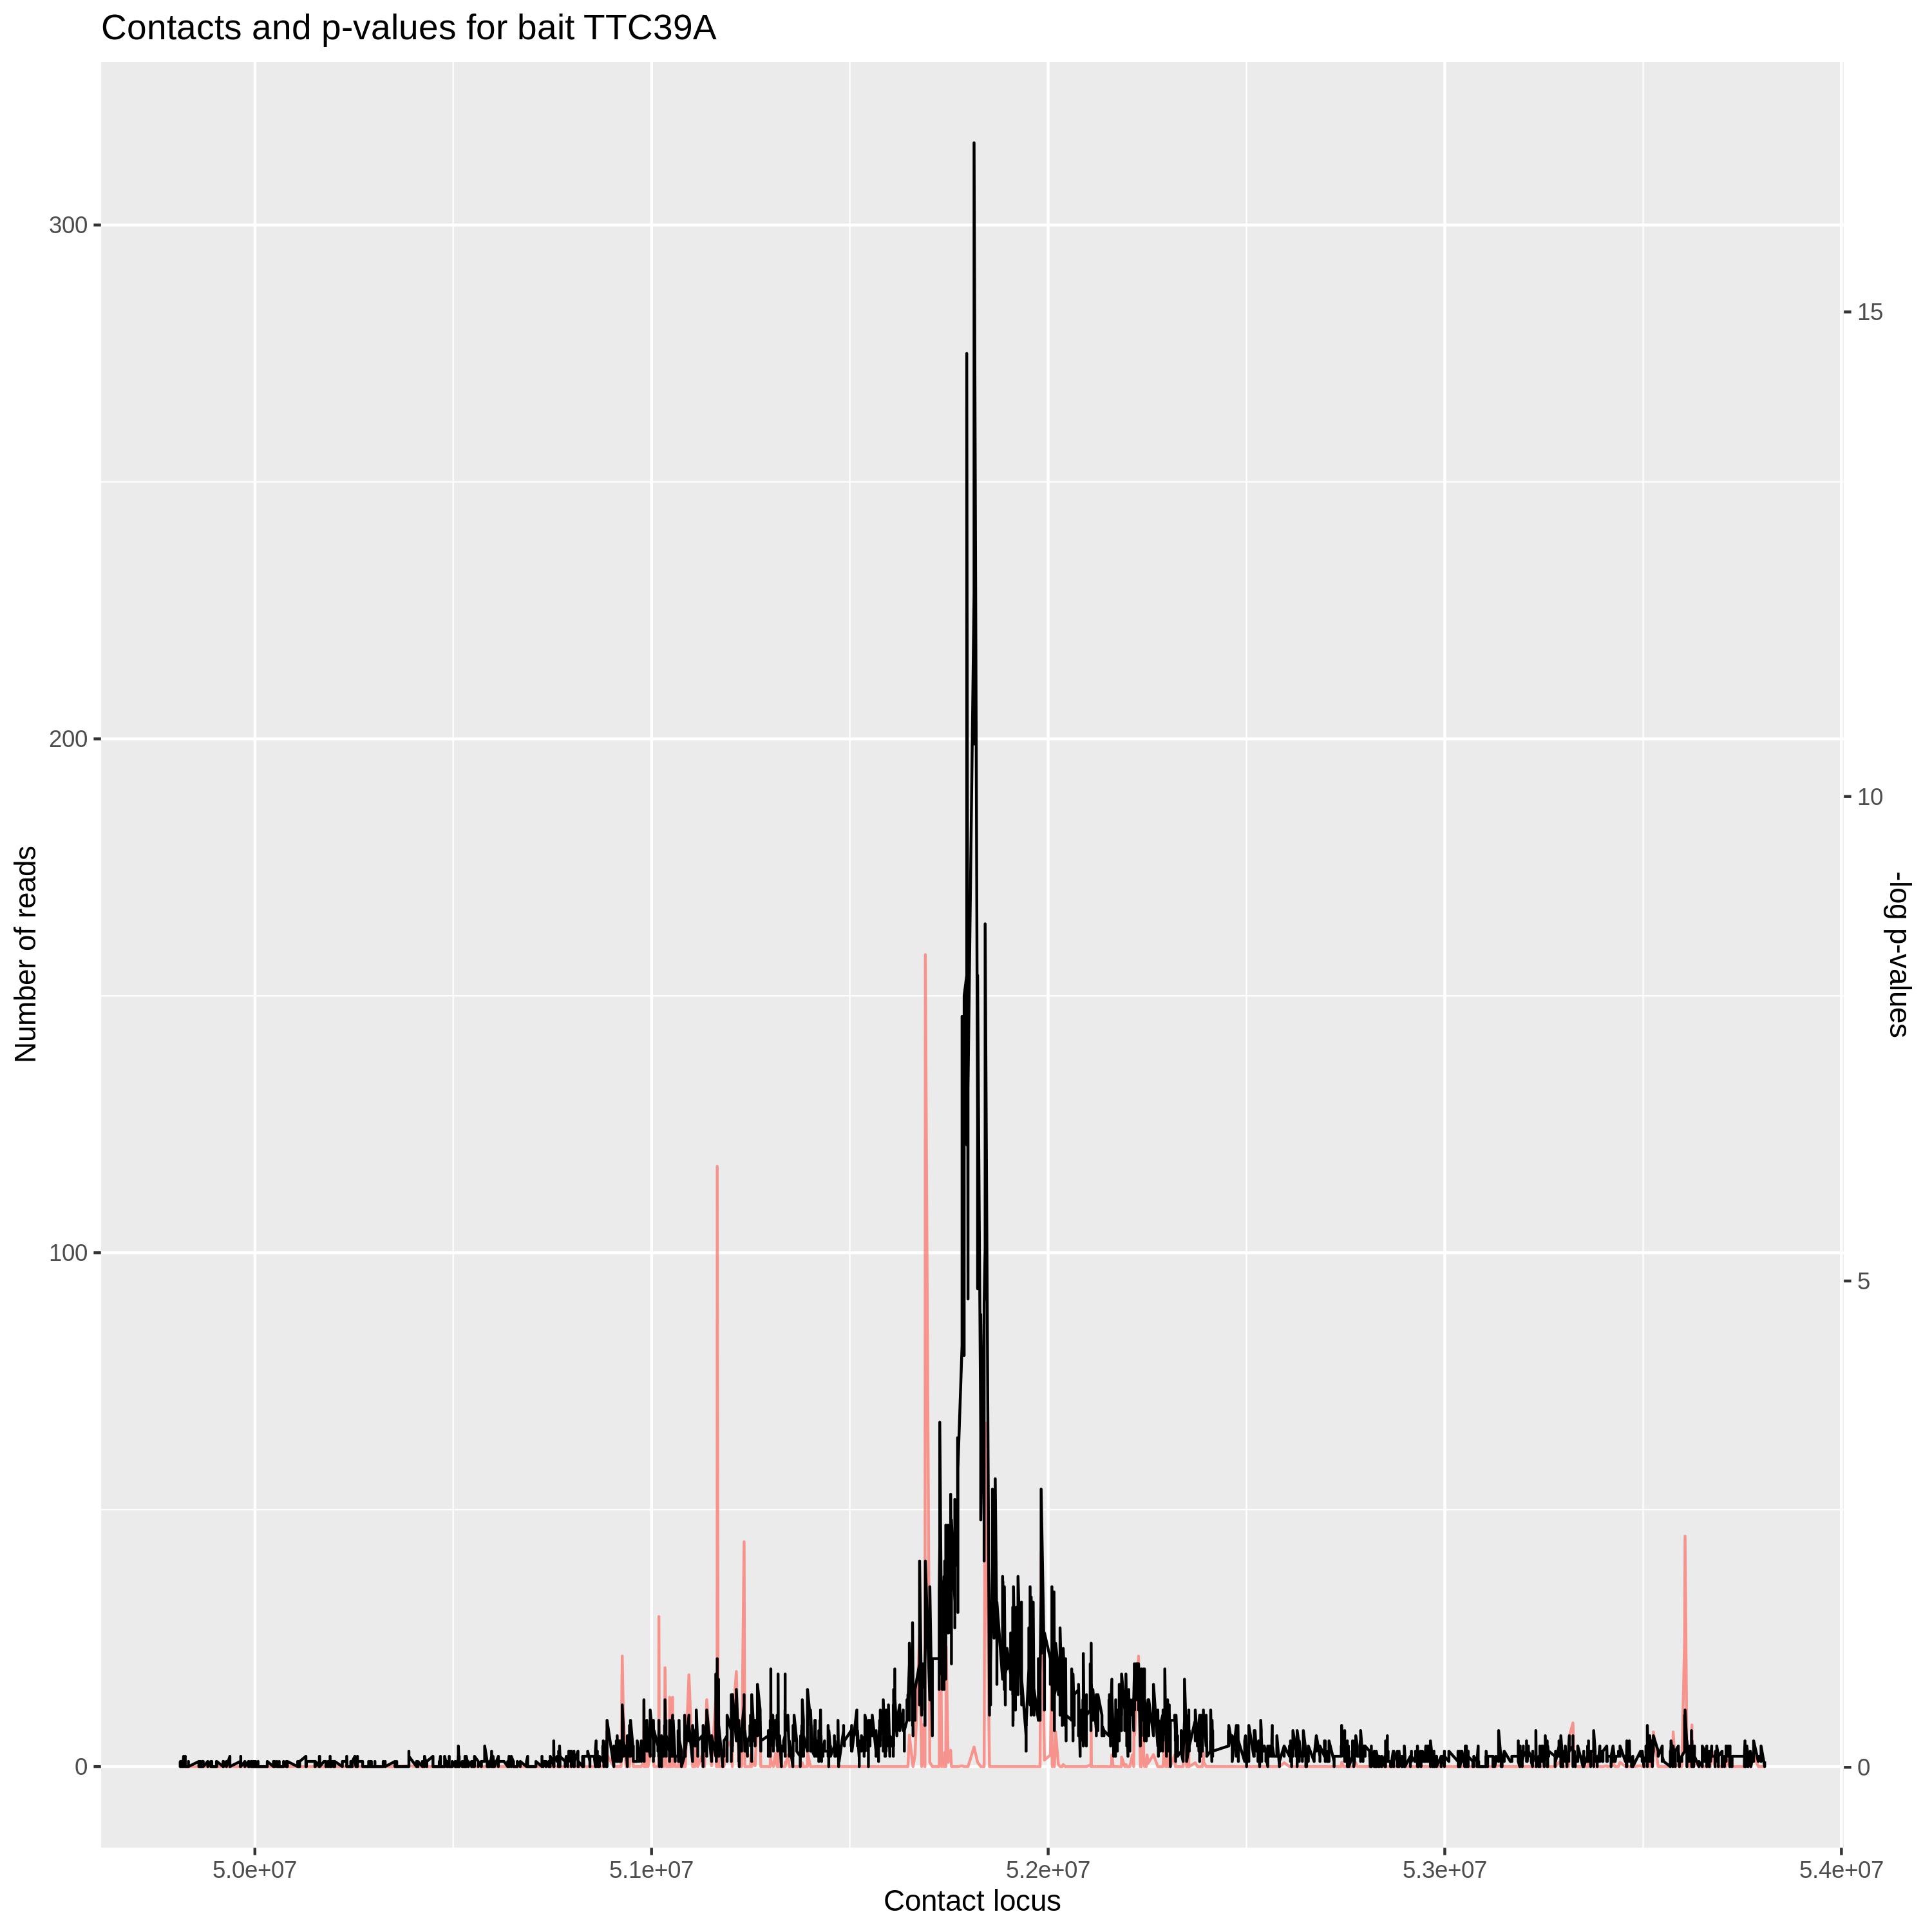 Contacts and p-values for bait TTC39A
300
200
100
0
Number of reads
15
10
5
0
-log p-values
5.0e+07
5.1e+07
5.2e+07
5.3e+07
5.4e+07
Contact locus